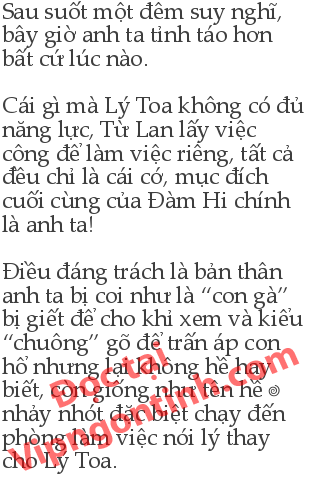 Sau suốt một đêm suy nghĩ,
bây giờ anh ta tỉnh táo hơn
bất cứ lúc nào.
Cái gì mà Lý Toa không có đủ
năng lực, Từ Lan lấy việc
công để làm việc riêng, tất cả
đều chỉ là cái cớ, mục đích
cuối cùng của Đàm Hi chính
là anh ta!
Điều đáng trách là bản thân
anh ta bị coi như là “con gà”
bị giết để cho khỉ xem và kiểu
“chuông” gõ để trấn áp con
hổ nhưng lại không hề hay
biết, còn giống như tên hề
nhảy nhót đặc biệt chạy đến
phòng làm việc nói lý thay
cho Lý Toa.
Doctai
Vipngontinh.com